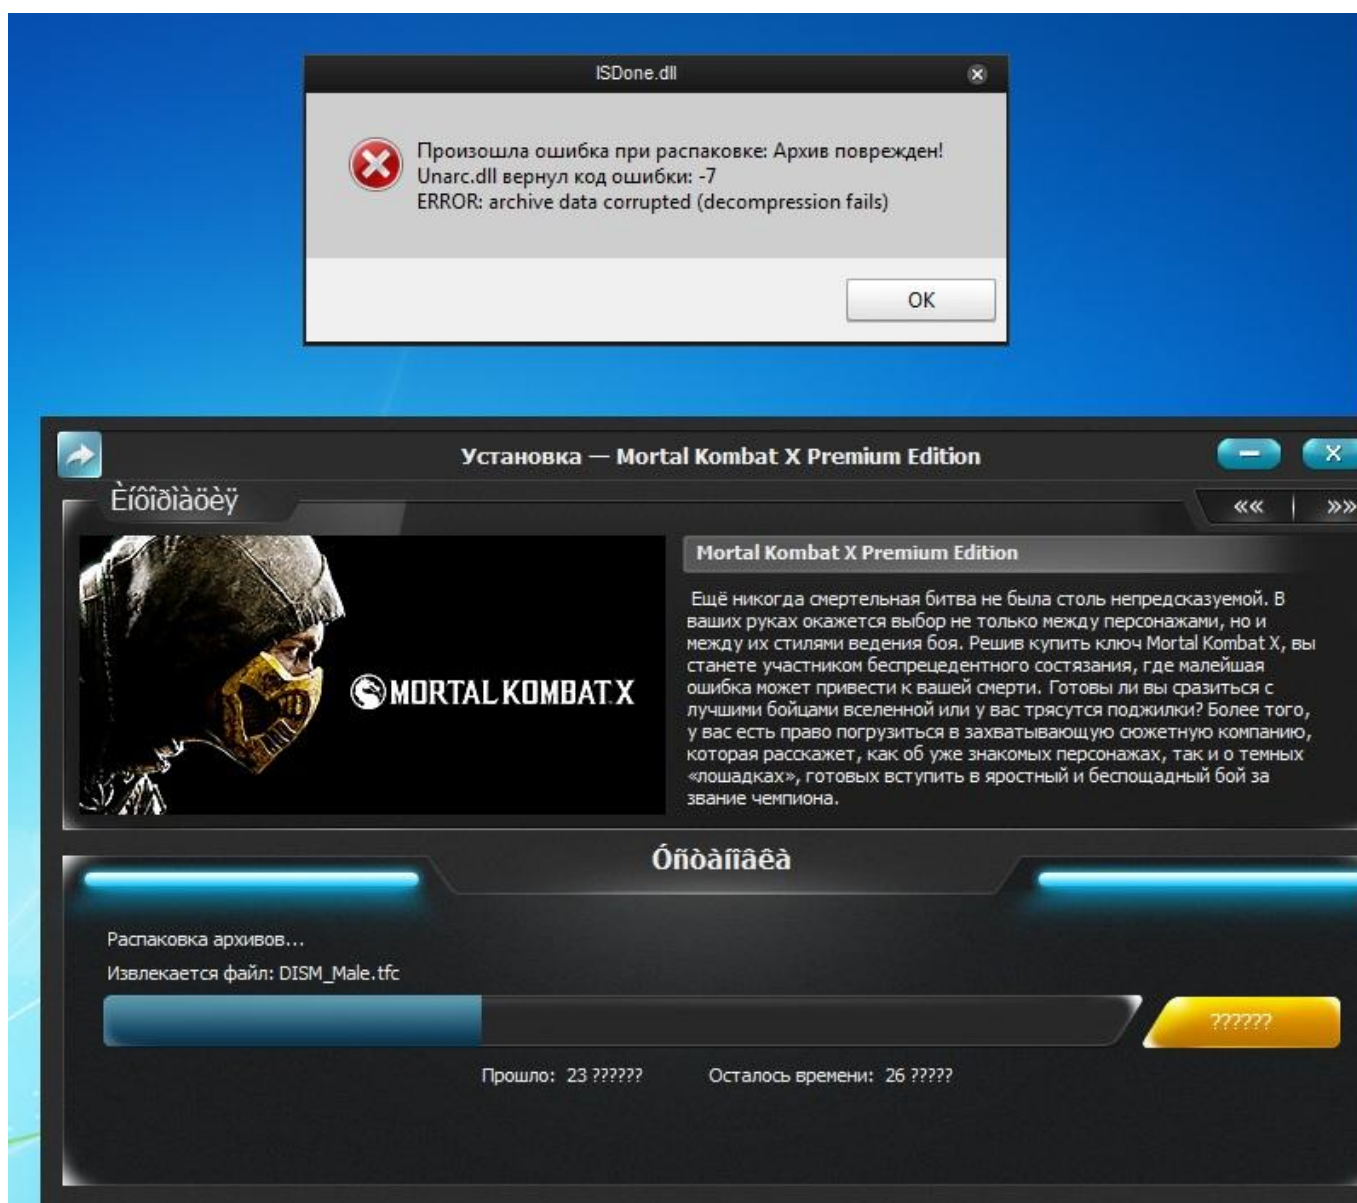 ISDone.dll
Произошла ошибка при распаковке: Архив поврежден!
Unarc.dll вернул код ошибки: -7
ERROR: archive data corrupted (decompression fails)
OK
Установка — Mortal Kombat X Premium Edition
Èíôîðìàöèÿ
«« | »»
MORTAL KOMBAT X
Mortal Kombat X Premium Edition
Ещё никогда смертельная битва не была столь непредсказуемой. В
ваших руках окажется выбор не только между персонажами, но и
между их стилями ведения боя. Решив купить ключ Mortal Kombat X, вы
станете участником беспрецедентного состязания, где малейшая
ошибка может привести к вашей смерти. Готовы ли вы сразиться с
лучшими бойцами вселенной или у вас трясутся поджилки? Более того,
у вас есть право погрузиться в захватывающую сюжетную компанию,
которая расскажет, как об уже знакомых персонажах, так и о темных
«лошадках», готовых вступить в яростный и беспощадный бой за
звание чемпиона.
Óñòàíîâêà
Распаковка архивов...
Извлекается файл: DISM_Male.tfc
??????
Прошло: 23 ??????
Осталось времени: 26 ?????